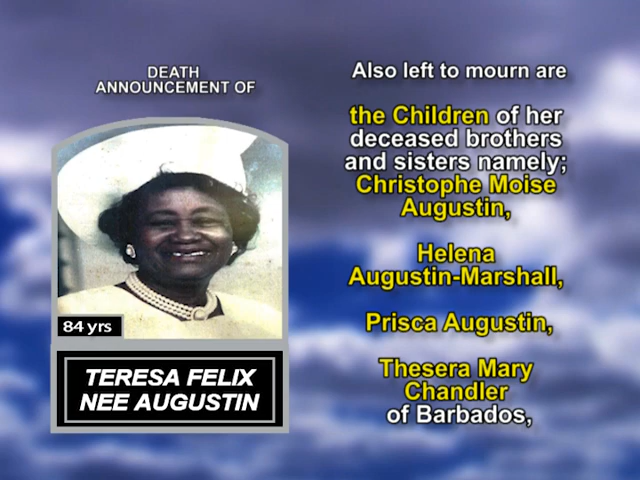 DEATH
ANNOUNCEMENT OF
84 yrs
TERESA FELIX
NEE AUGUSTIN
Also left to mourn are
the Children of her
deceased brothers
and sisters namely;
Christophe Moise
Augustin,
Helena
Augustin-Marshall,
Prisca Augustin,
Thesera Mary
Chandler
of Barbados,